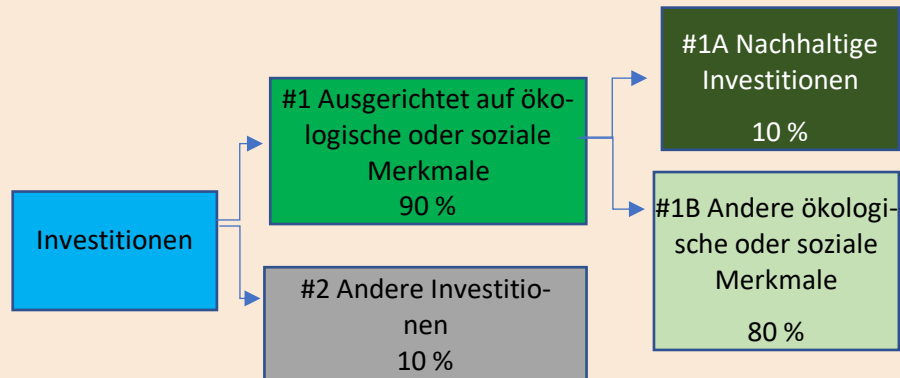 Investitionen
#1 Ausgerichtet auf öko-
logische oder soziale
Merkmale
90 %
#2 Andere Investitio-
nen
10 %
#1A Nachhaltige
Investitionen
10 %
#1B Andere ökologi-
sche oder soziale
Merkmale
80 %